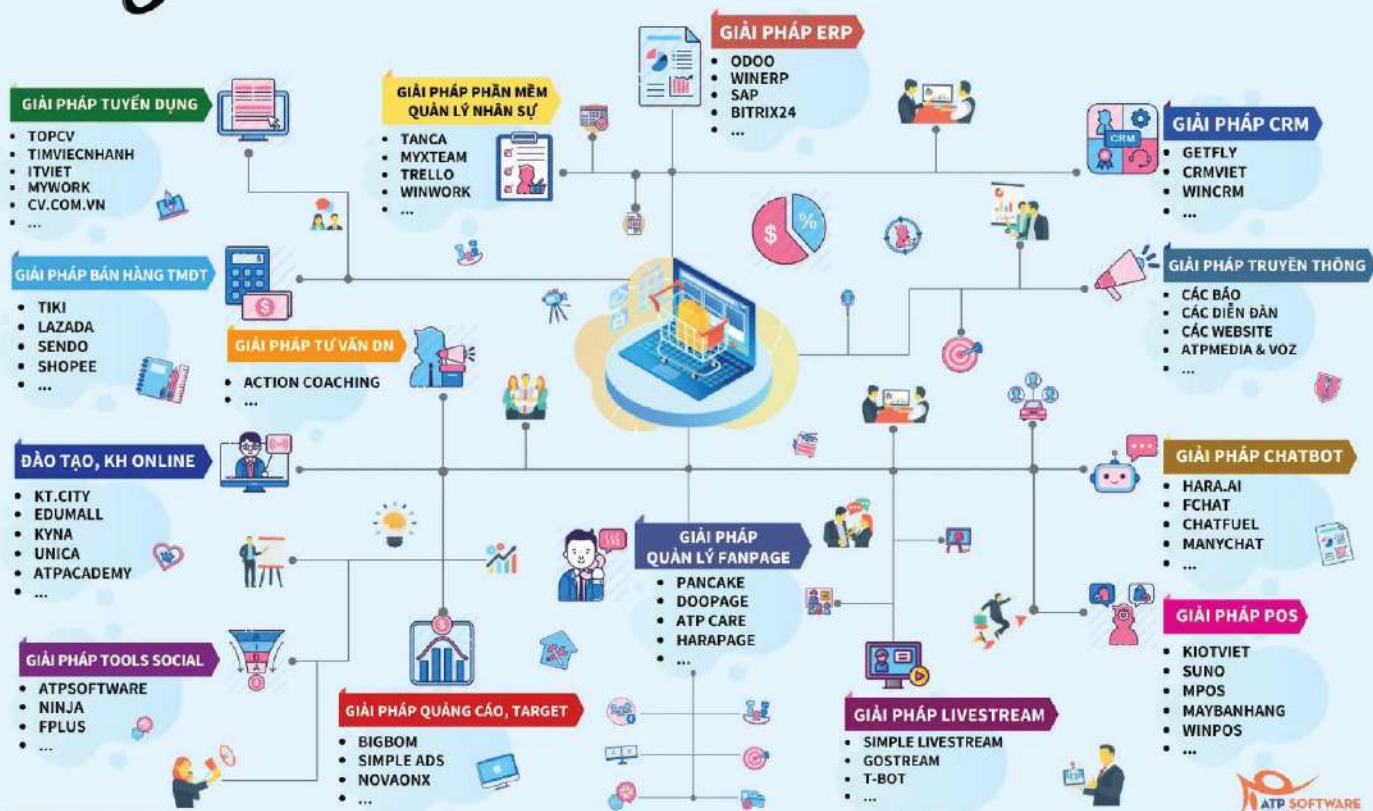 GIẢI PHÁP ERP
• ODOO
• WINERP
• SAP
• BITRIX24
• ...
GIẢI PHÁP TUYỂN DỤNG
• TOPCV
• TIMVIECNHANH
• ITVIET
• MYWORK
• CV.COM.VN
• ...
GIẢI PHÁP PHẦN MỀM
QUẢN LÝ NHÂN SỰ
• TANCA
• MYXTEAM
• TRELLO
• WINWORK
• ...
CRM
GIẢI PHÁP CRM
• GETFLY
• CRMVIET
• WINCRM
• ...
GIẢI PHÁP BÁN HÀNG TMĐT
• TIKI
• LAZADA
• SENDO
• SHOPEE
• ...
GIẢI PHÁP TƯ VẤN DN
• ACTION COACHING
• ...
$ %
GIẢI PHÁP TRUYỀN THÔNG
• CÁC BÁO
• CÁC DIỄN ĐÀN
• CÁC WEBSITE
• ATPMEDIA & VOZ
• ...
ĐÀO TẠO, KH ONLINE
• KT.CITY
• EDUMALL
• KYNA
• UNICA
• ATPACADEMY
• ...
GIẢI PHÁP
QUẢN LÝ FANPAGE
• PANCAKE
• DOOPAGE
• ATP CARE
• HARAPAGE
• ...
GIẢI PHÁP CHATBOT
• HARA.AI
• FCHAT
• CHATFUEL
• MANYCHAT
• ...
GIẢI PHÁP TOOLS SOCIAL
• ATPSOFTWARE
• NINJA
• FPLUS
• ...
GIẢI PHÁP QUẢNG CÁO, TARGET
• BIGBOM
• SIMPLE ADS
• NOVAONX
• ...
GIẢI PHÁP LIVESTREAM
• SIMPLE LIVESTREAM
• GOSTREAM
• T-BOT
• ...
GIẢI PHÁP POS
• KIOTVIET
• SUNO
• MPOS
• MAYBANHANG
• WINPOS
• ...
ATP SOFTWARE